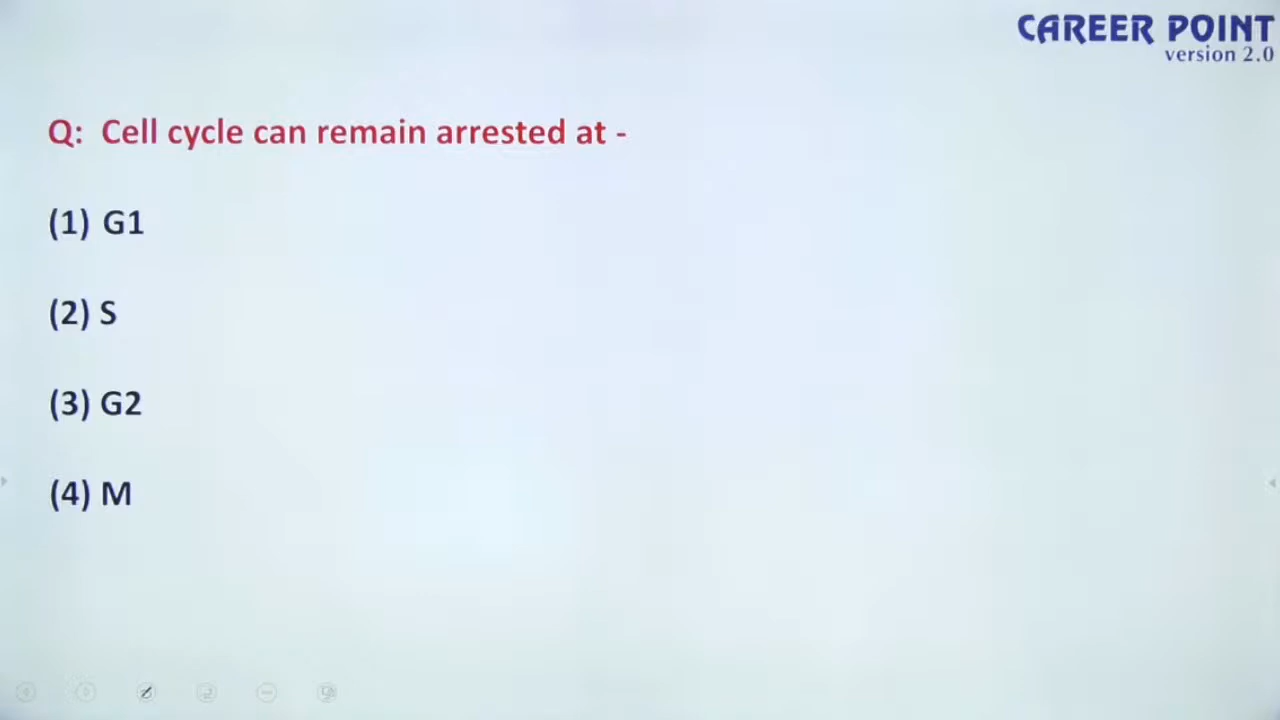 CAREER POINT
version 2.0
Q: Cell cycle can remain arrested at -
(1) G1
(2) S
(3) G2
(4) M